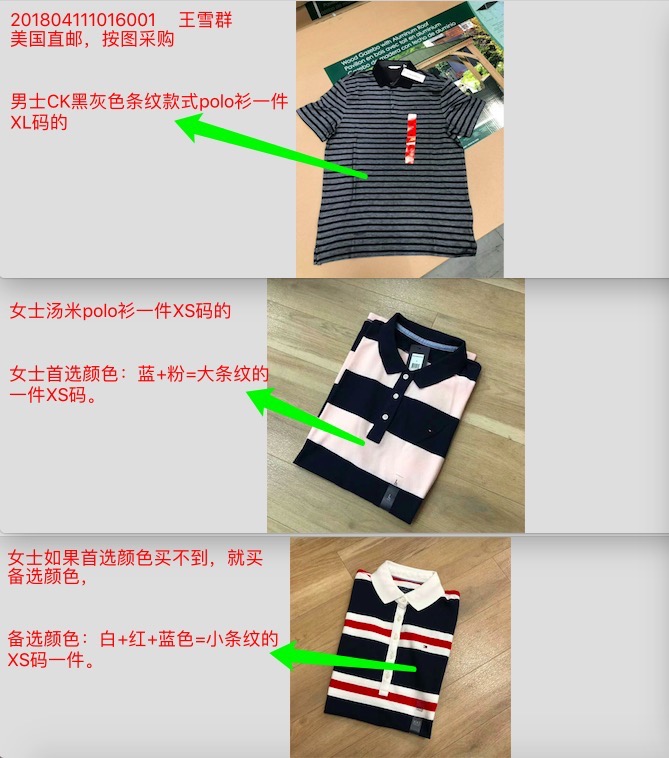 201804111016001 王雪群
美国直邮，按图采购
男士CK黑灰色条纹款式polo衫一件
XL码的
Wood Gazebo with Aluminum Roof
女士汤米polo衫一件XS码的
女士首选颜色：蓝+粉=大条纹的
一件XS码。
女士如果首选颜色买不到，就买
备选颜色，
备选颜色：白+红+蓝色=小条纹的
XS码一件。